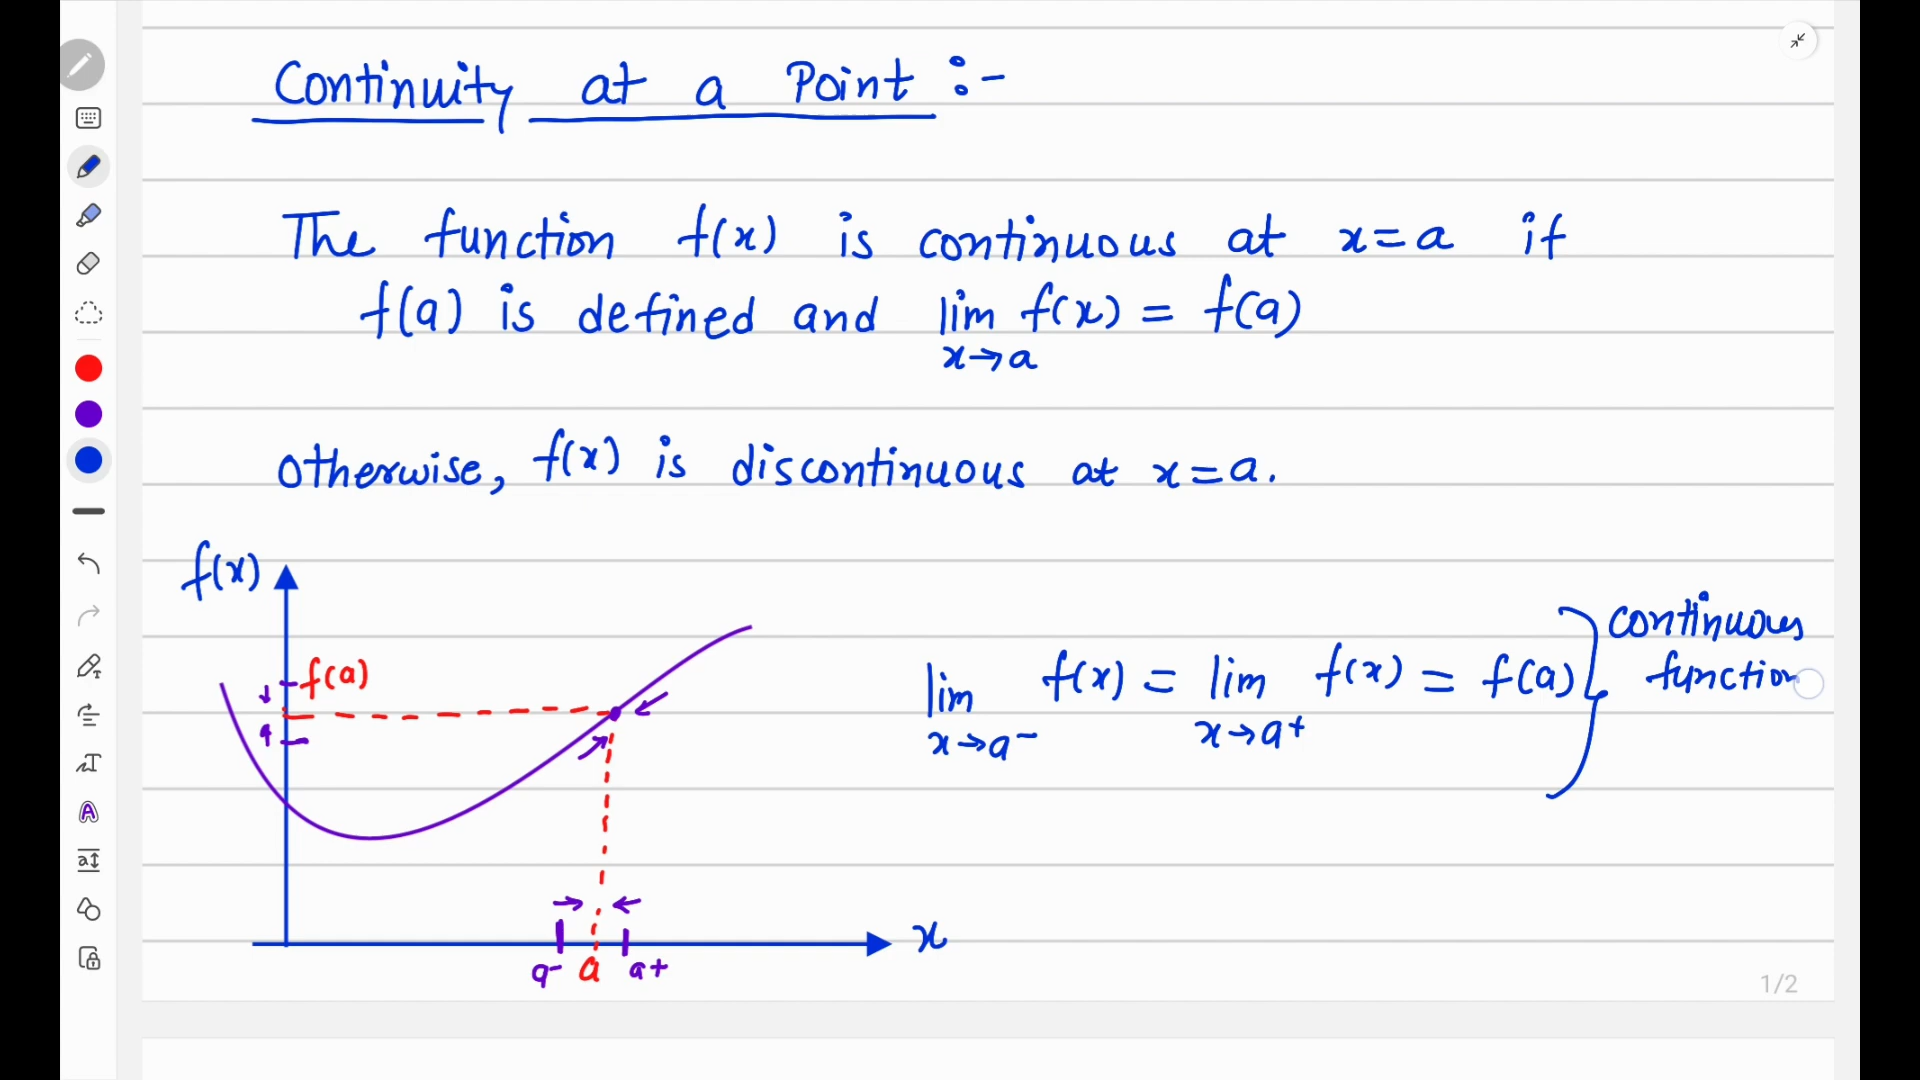 Continuity at a Point :-
The function f(x) is continuous at x=a if
f(a) is defined and lim f(x) = f(a)
x→a
otherwise, f(x) is discontinuous at x=a.
f(x)
f(a)
continuous
function
lim f(x) = lim f(x) = f(a)
x→a⁻ x→a⁺
x
a⁻ a a⁺
1/2